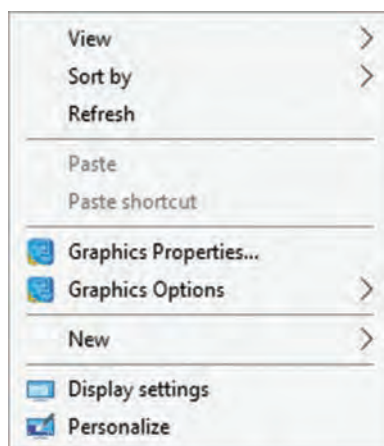 View
Sort by
Refresh
Paste
Paste shortcut
Graphics Properties...
Graphics Options
New
Display settings
Personalize